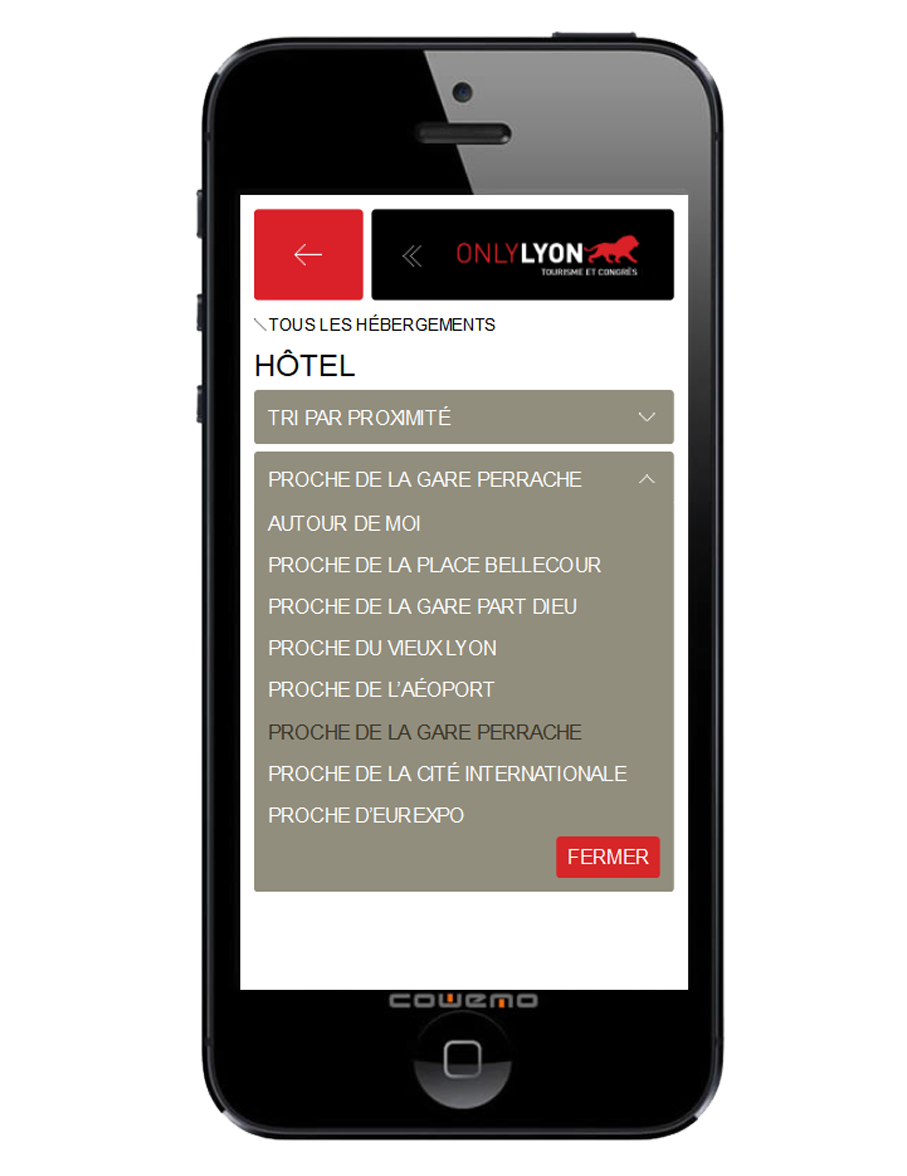 ONLYLYON
TOURISME ET CONGRÈS
TOUS LES HÉBERGEMENTS
HÔTEL
TRI PAR PROXIMITÉ
PROCHE DE LA GARE PERRACHE
AUTOUR DE MOI
PROCHE DE LA PLACE BELLECOUR
PROCHE DE LA GARE PART DIEU
PROCHE DU VIEUX LYON
PROCHE DE L’AÉOPORT
PROCHE DE LA GARE PERRACHE
PROCHE DE LA CITÉ INTERNATIONALE
PROCHE D’EUREXPO
FERMER
cowemo